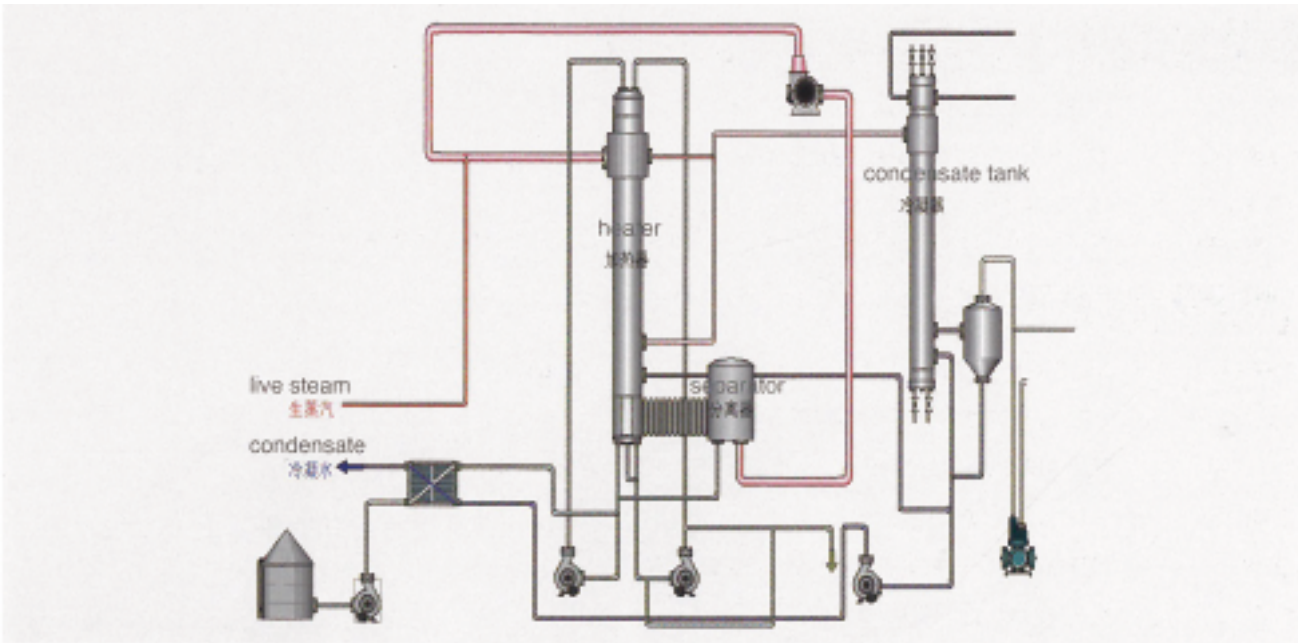 condensate tank
冷凝器
heater
加热器
live steam
生蒸汽
separator
分离器
condensate
冷凝水